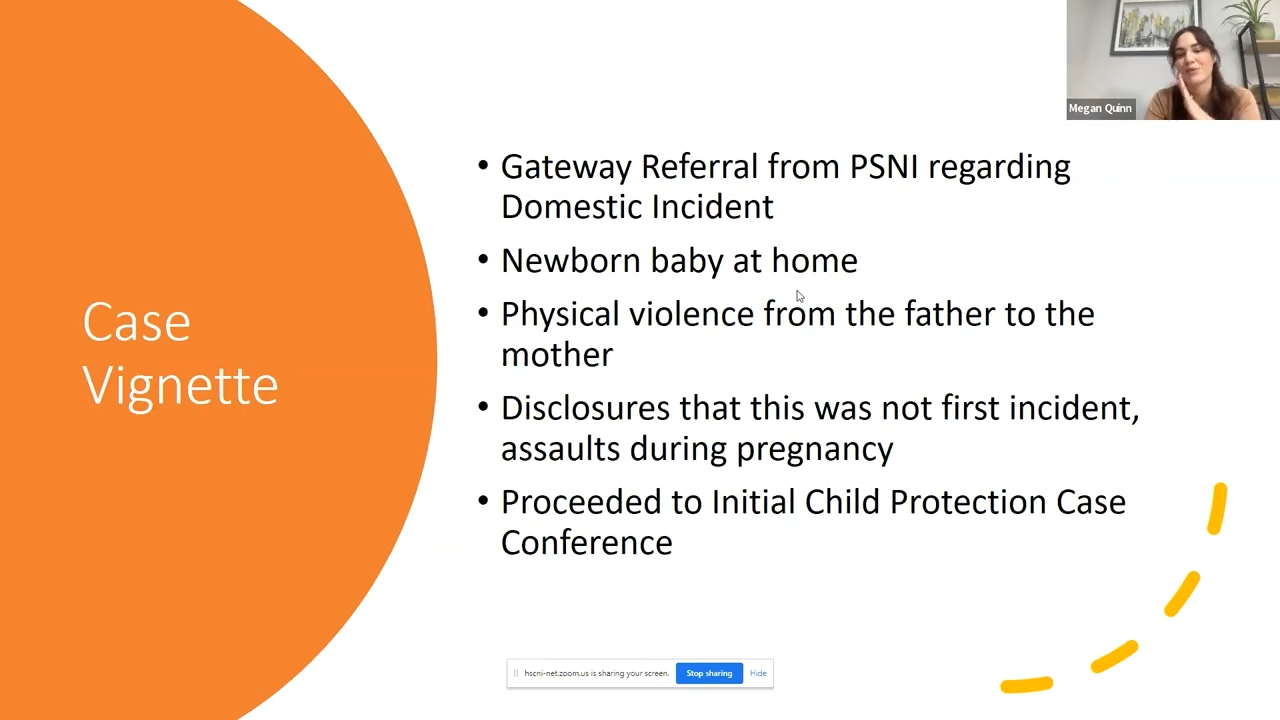 Megan Quinn
Case
Vignette
• Gateway Referral from PSNI regarding
Domestic Incident
• Newborn baby at home
• Physical violence from the father to the
mother
• Disclosures that this was not first incident,
assaults during pregnancy
• Proceeded to Initial Child Protection Case
Conference
hscni-net.zoom.us is sharing your screen.
Stop sharing
Hide